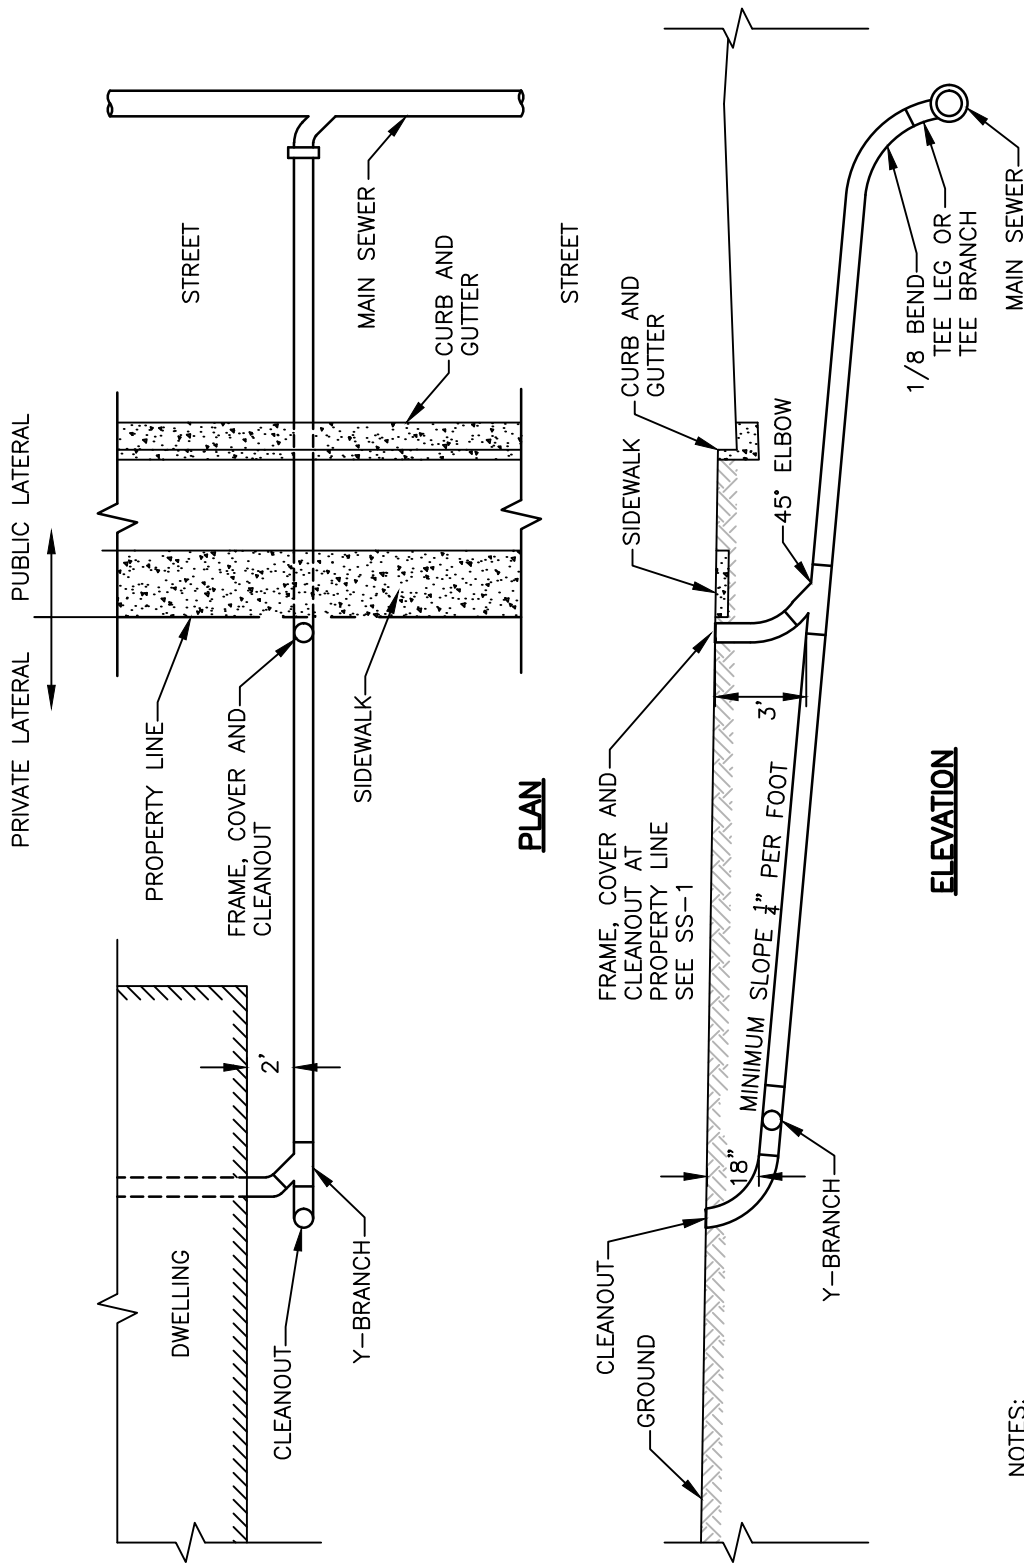 PRIVATE LATERAL
PUBLIC LATERAL
PROPERTY LINE
FRAME, COVER AND
CLEANOUT
SIDEWALK
STREET
MAIN SEWER
CURB AND
GUTTER
DWELLING
2'
CLEANOUT
Y-BRANCH
PLAN
STREET
CURB AND
GUTTER
SIDEWALK
FRAME, COVER AND
CLEANOUT AT
PROPERTY LINE
SEE SS-1
CLEANOUT
GROUND
18"
MINIMUM SLOPE ¼" PER FOOT
3'
45° ELBOW
Y-BRANCH
1/8 BEND
TEE LEG OR
TEE BRANCH
MAIN SEWER
ELEVATION
NOTES: